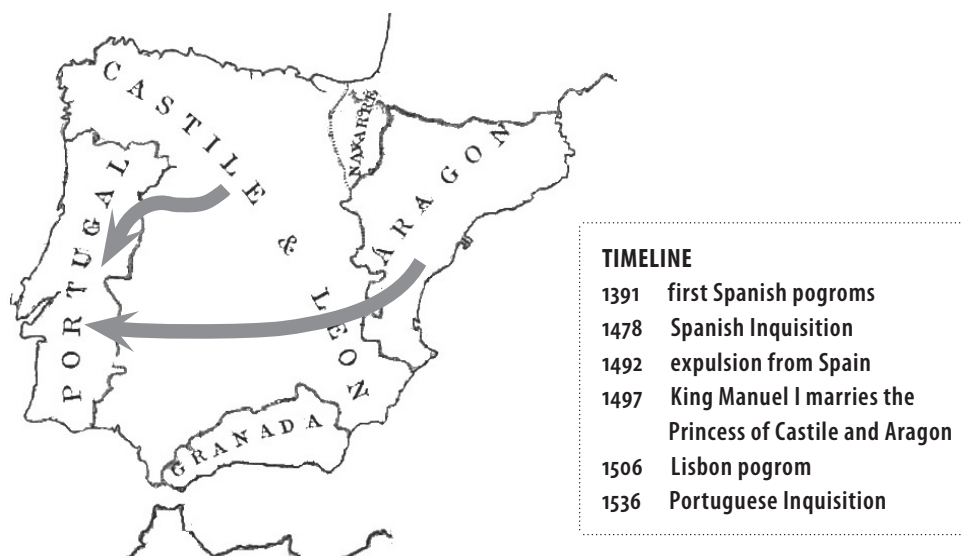 CASTILE
& LEON
NAVARRE
ARAGON
PORTUGAL
GRANADA
TIMELINE
1391 first Spanish pogroms
1478 Spanish Inquisition
1492 expulsion from Spain
1497 King Manuel I marries the
Princess of Castile and Aragon
1506 Lisbon pogrom
1536 Portuguese Inquisition